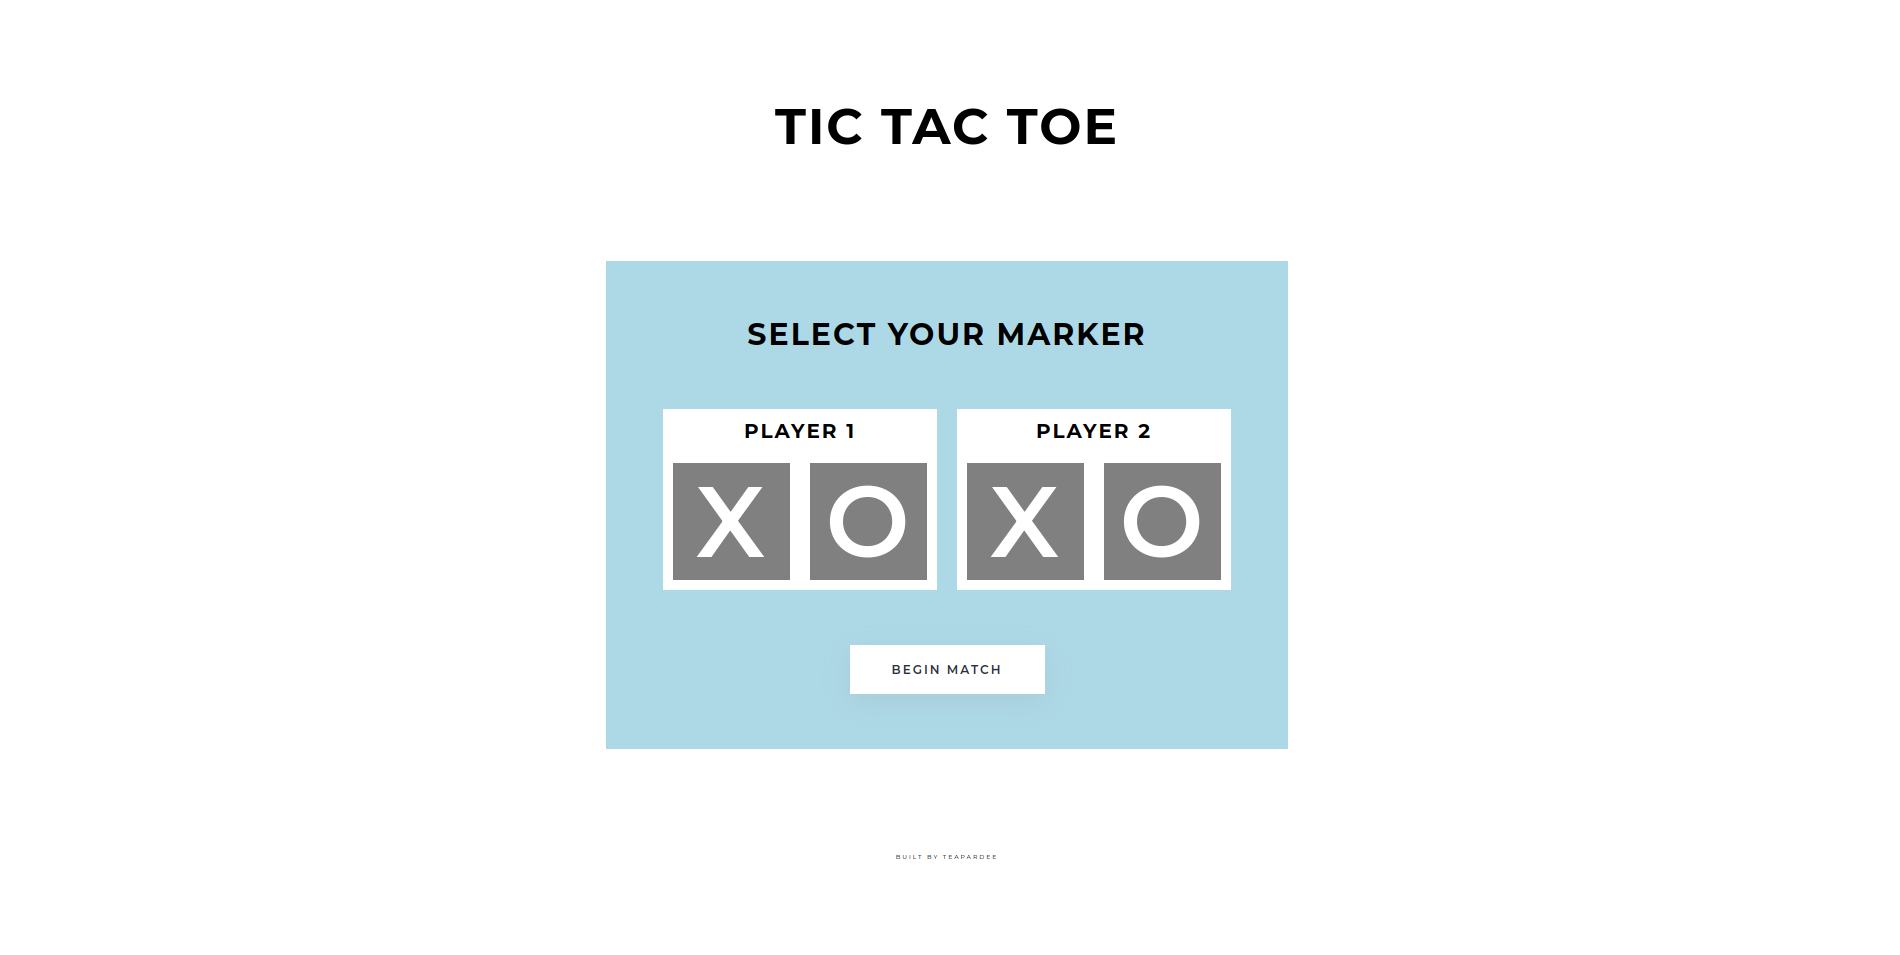 TIC TAC TOE
SELECT YOUR MARKER
PLAYER 1
X O
PLAYER 2
X O
BEGIN MATCH
BUILT BY TEAPARDEE